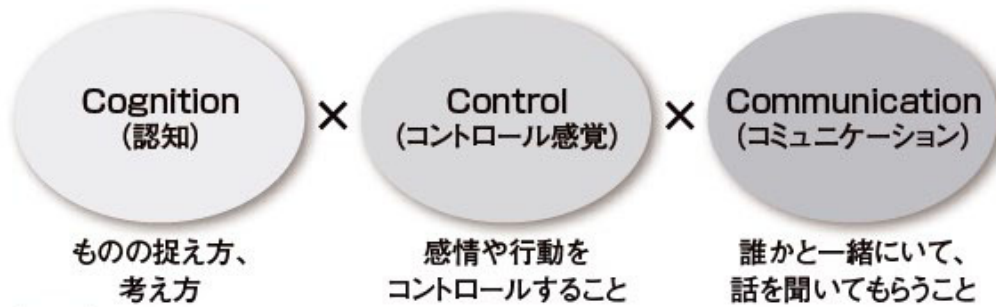 Cognition
(認知)
×
Control
(コントロール感覚)
×
Communication
(コミュニケーション)
ものの捉え方、
考え方
感情や行動を
コントロールすること
誰かと一緒にいて、
話を聞いてもらうこと